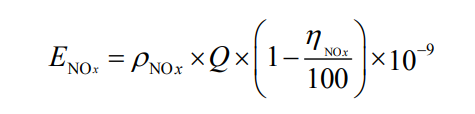 E_NOx = ρ_NOx × Q × (1 − η_NOx / 100) × 10^−9